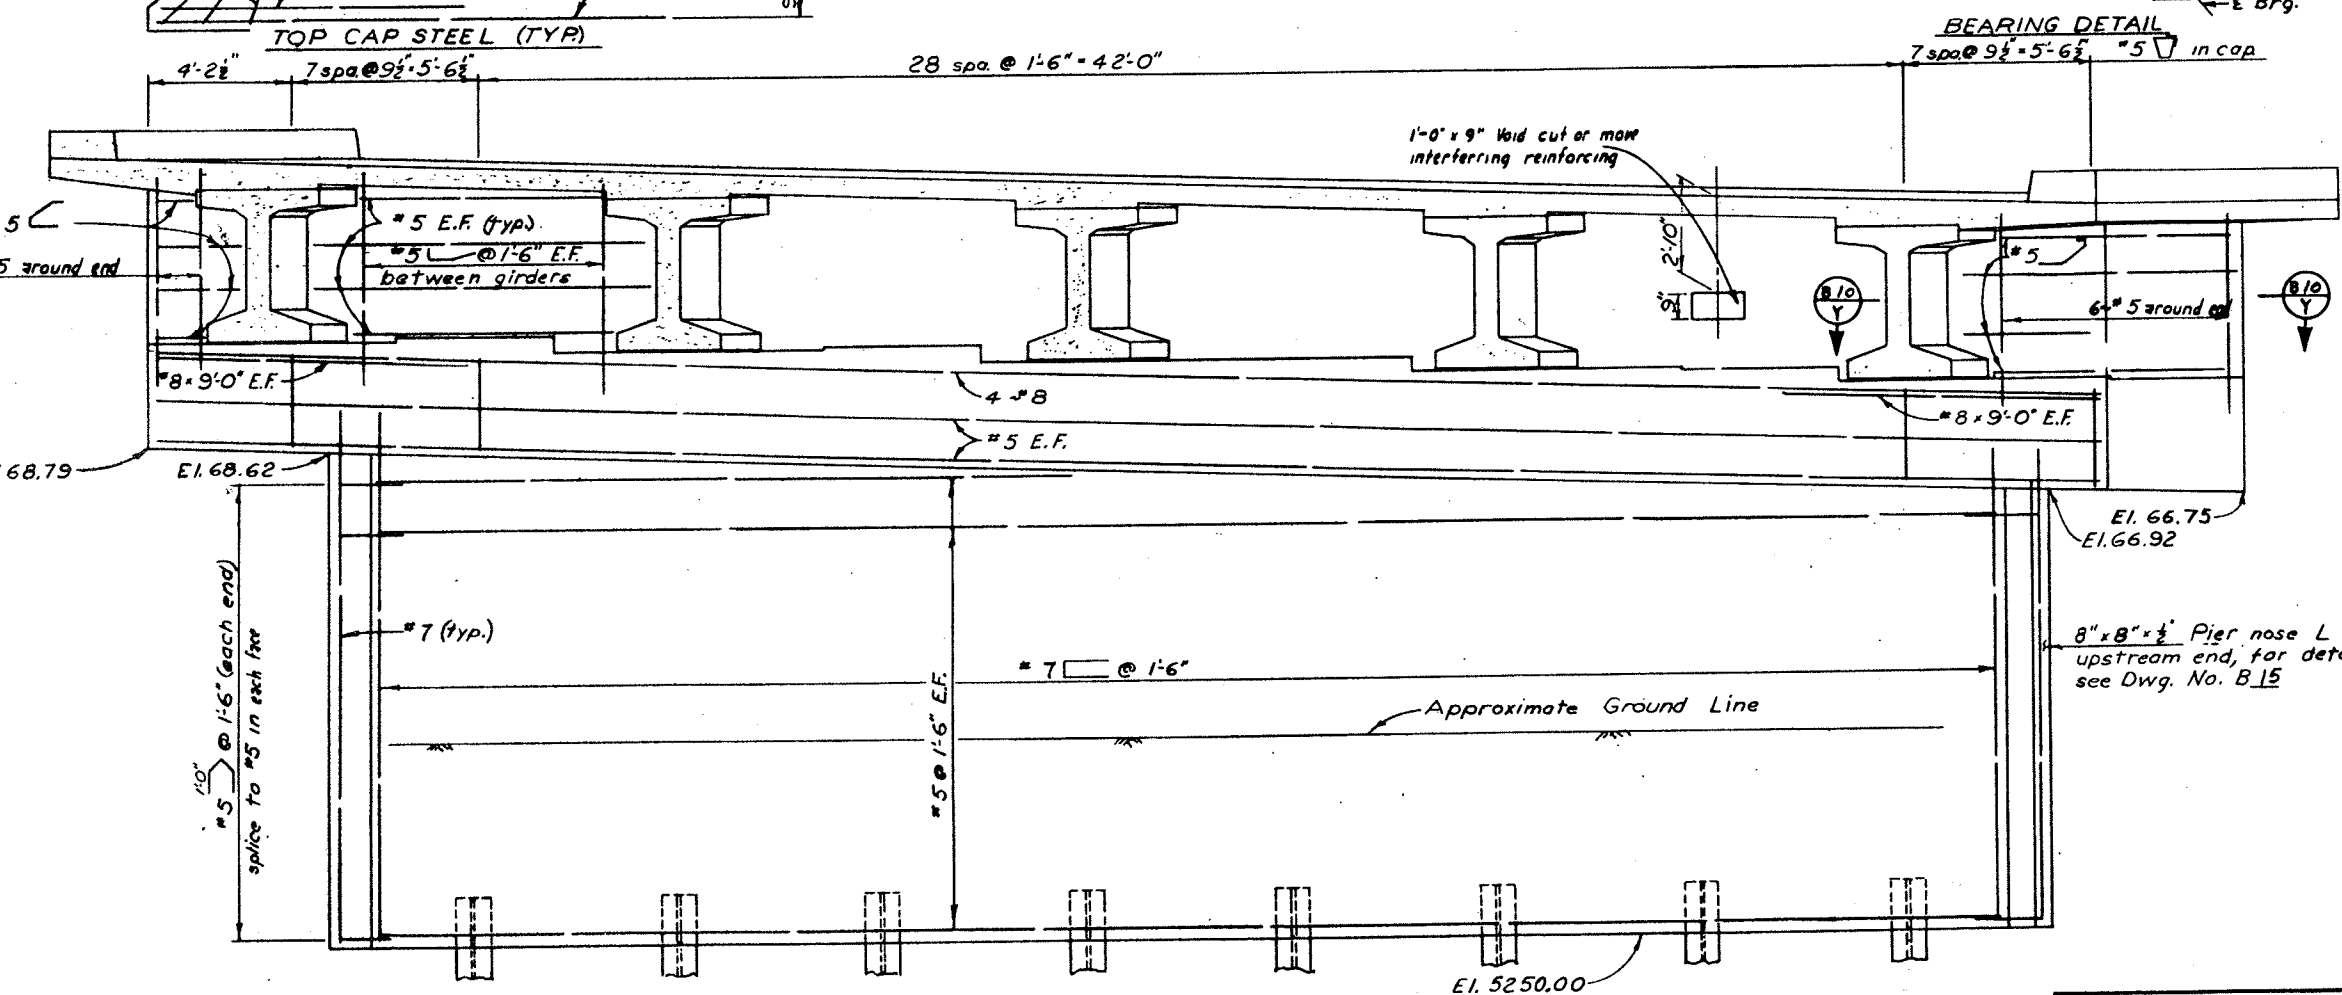 TOP CAP STEEL (TYP.)
BEARING DETAIL
Brg.
4'-2½"
7 spa. @ 9½" = 5'-6½"
28 spa. @ 1'-6" = 42'-0"
7 spa. @ 9½" = 5'-6½"
#5 in cap
1'-0" x 9" Void cut or move
interferring reinforcing
5
#5 E.F. (typ.)
#5 @ 1'-6" E.F.
between girders
5 around end
2'-10"
9"
B10
Y
#5
6~#5 around end
B10
Y
#8 x 9'-0" E.F.
4~#8
#8 x 9'-0" E.F.
#5 E.F.
68.79
El. 68.62
El. 66.75
El. 66.92
#5 @ 1'-6" (each end)
1'0"
splice to #5 in each face
#7 (typ.)
#7 @ 1'-6"
#5 @ 1'-6" E.F.
8" x 8" x ½" Pier nose L
upstream end, for deta
see Dwg. No. B 15
Approximate Ground Line
El. 5250.00